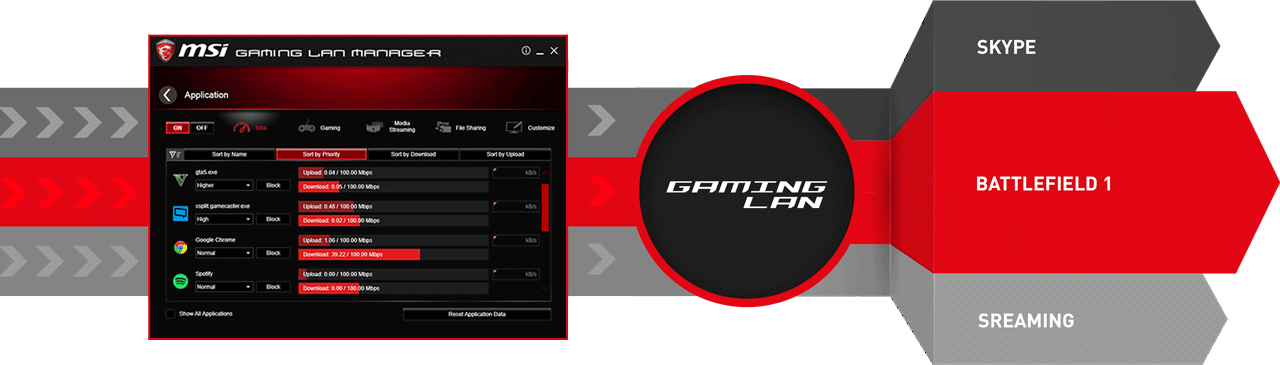 msi GAMING LAN MANAGER
Application
ON OFF Total Gaming Media Streaming File Sharing Customize
Sort by Name Sort by Priority Sort by Download Sort by Upload
gta5.exe
Upload: 0.04 / 100.00 Mbps KB/s
Higher Block Download: 0.05 / 100.00 Mbps
xsplit.gamecaster.exe
Upload: 0.48 / 100.00 Mbps KB/s
High Block Download: 0.02 / 100.00 Mbps
Google Chrome
Upload: 1.06 / 100.00 Mbps KB/s
Normal Block Download: 39.22 / 100.00 Mbps
Spotify
Upload: 0.00 / 100.00 Mbps KB/s
Normal Block Download: 0.00 / 100.00 Mbps
Show All Applications Reset Application Data
GAMING
LAN
SKYPE
BATTLEFIELD 1
SREAMING